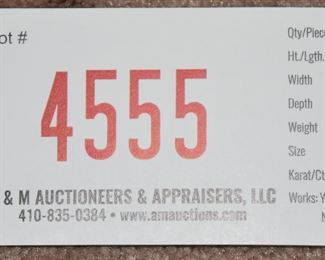 ot #
4555
& M AUCTIONEERS & APPRAISERS, LLC
410-835-0384 • www.amauctions.com
Qty/Piece
Ht./Lgth.
Width
Depth
Weight
Size
Karat/Ct
Works: Y
N